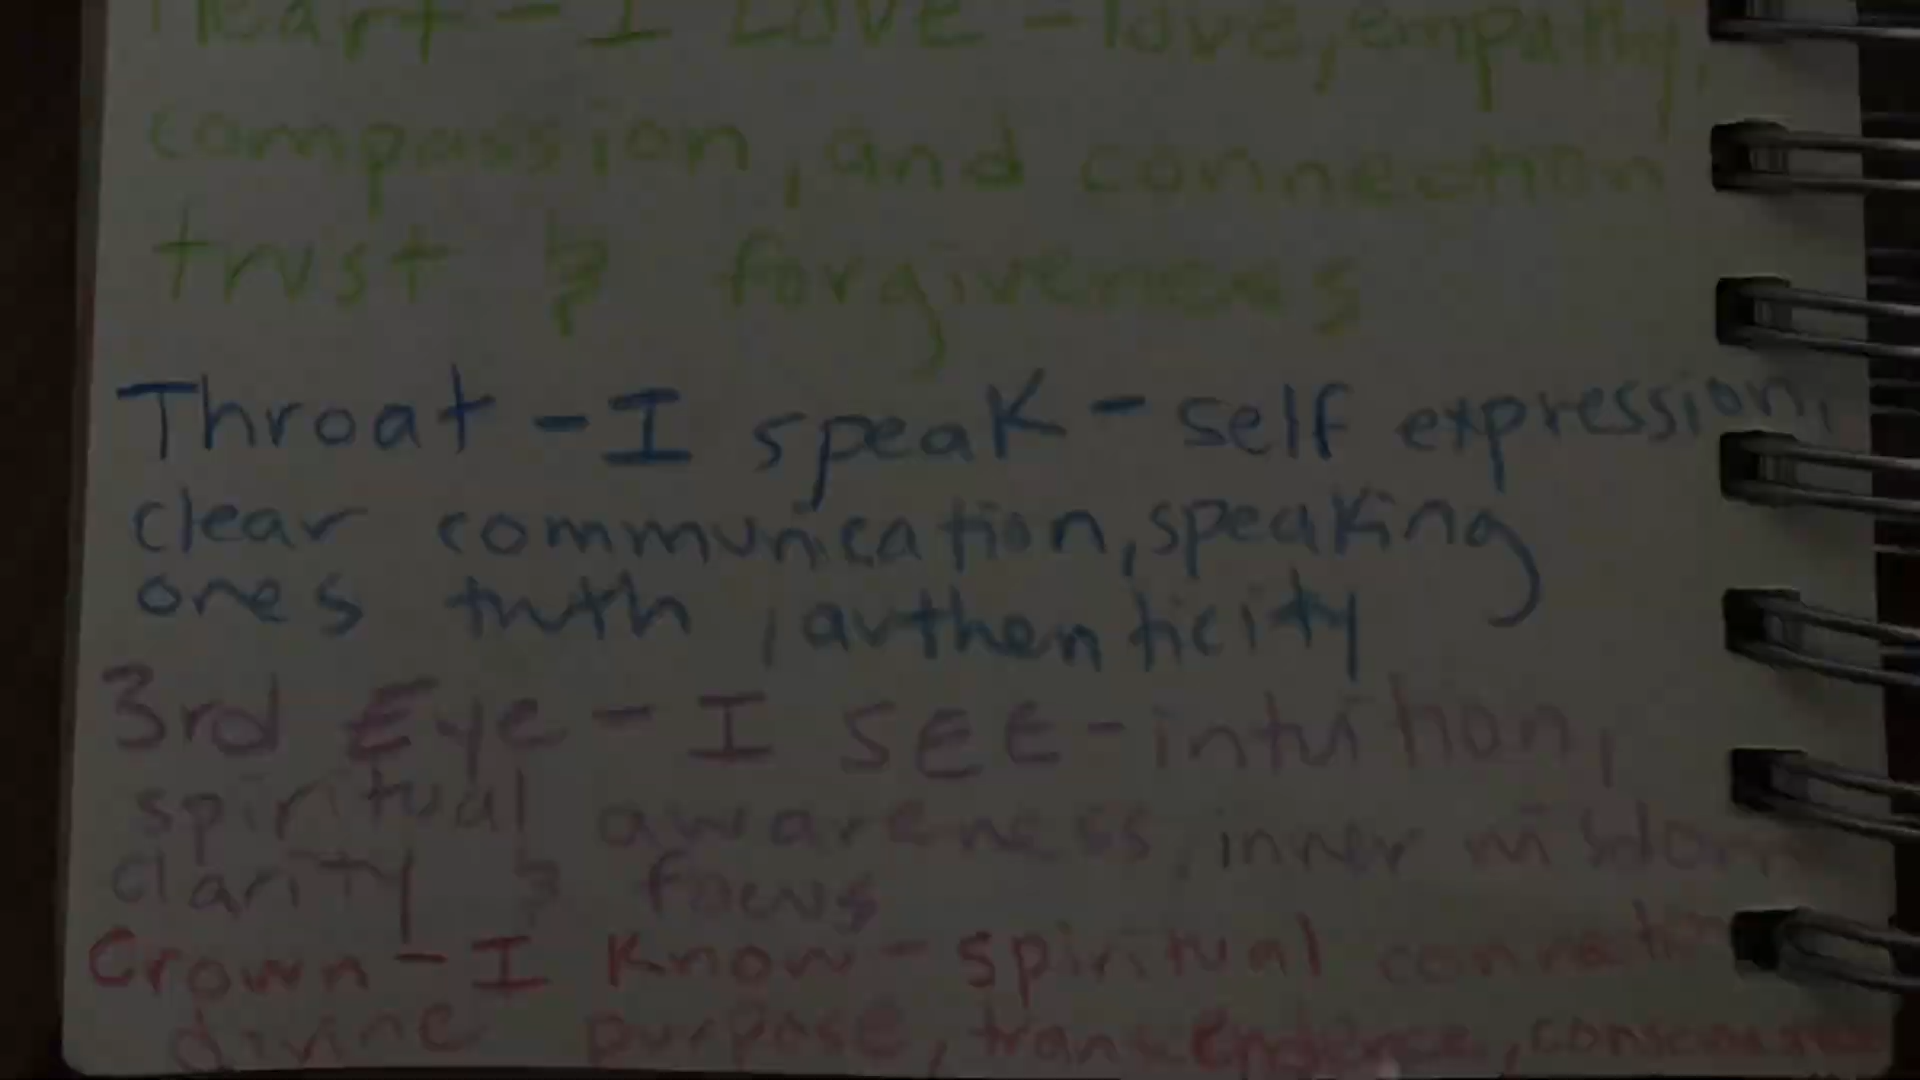 Heart - I LOVE - love, empathy,
compassion, and connection
trust & forgiveness
Throat - I speak - self expression,
clear communication, speaking
ones truth, authenticity
3rd Eye - I SEE - intuition,
spiritual awareness, inner wisdom
clarity & focus
Crown - I know - spiritual connection
divine purpose, transcendence,